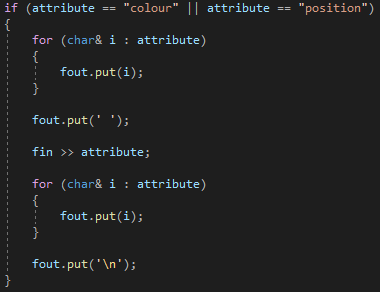 if (attribute == "colour" || attribute == "position")
{
    for (char& i : attribute)
    {
        fout.put(i);
    }

    fout.put(' ');

    fin >> attribute;

    for (char& i : attribute)
    {
        fout.put(i);
    }

    fout.put('\n');
}